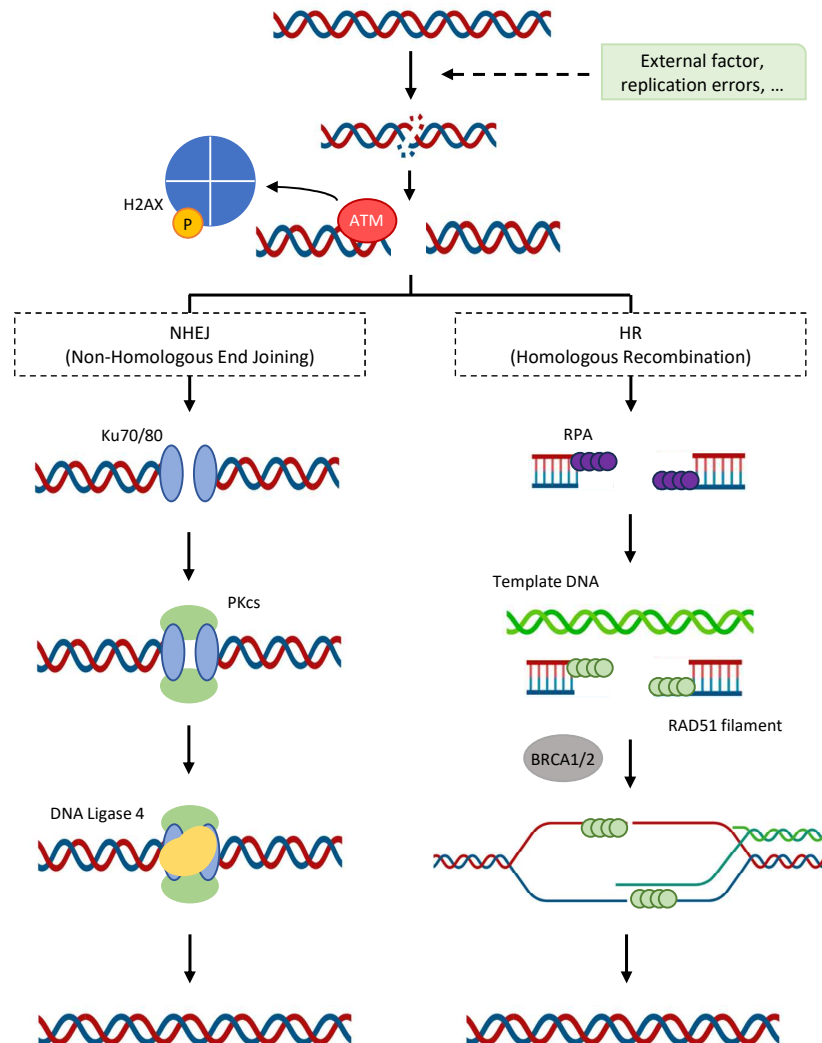 External factor,
replication errors, …
H2AX
P
ATM
NHEJ
(Non-Homologous End Joining)
HR
(Homologous Recombination)
Ku70/80
RPA
PKcs
Template DNA
RAD51 filament
BRCA1/2
DNA Ligase 4